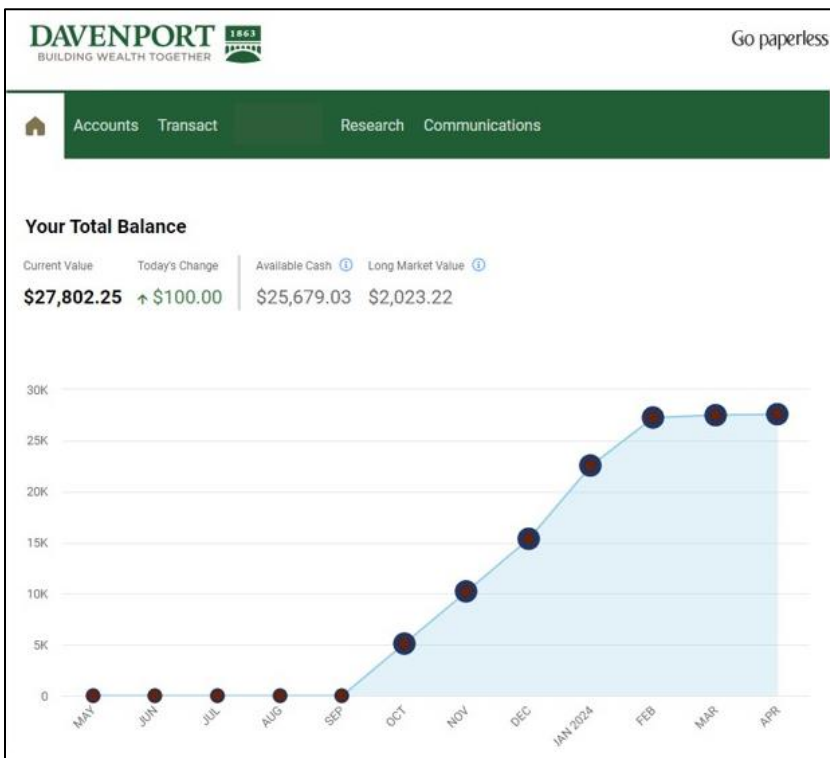 DAVENPORT 1863
BUILDING WEALTH TOGETHER
Go paperless
Accounts Transact Research Communications
Your Total Balance
Current Value Today's Change Available Cash Long Market Value
$27,802.25 $100.00 $25,679.03 $2,023.22
30K
25K
20K
15K
10K
5K
0
MAY JUN JUL AUG SEP OCT NOV DEC JAN 2024 FEB MAR APR